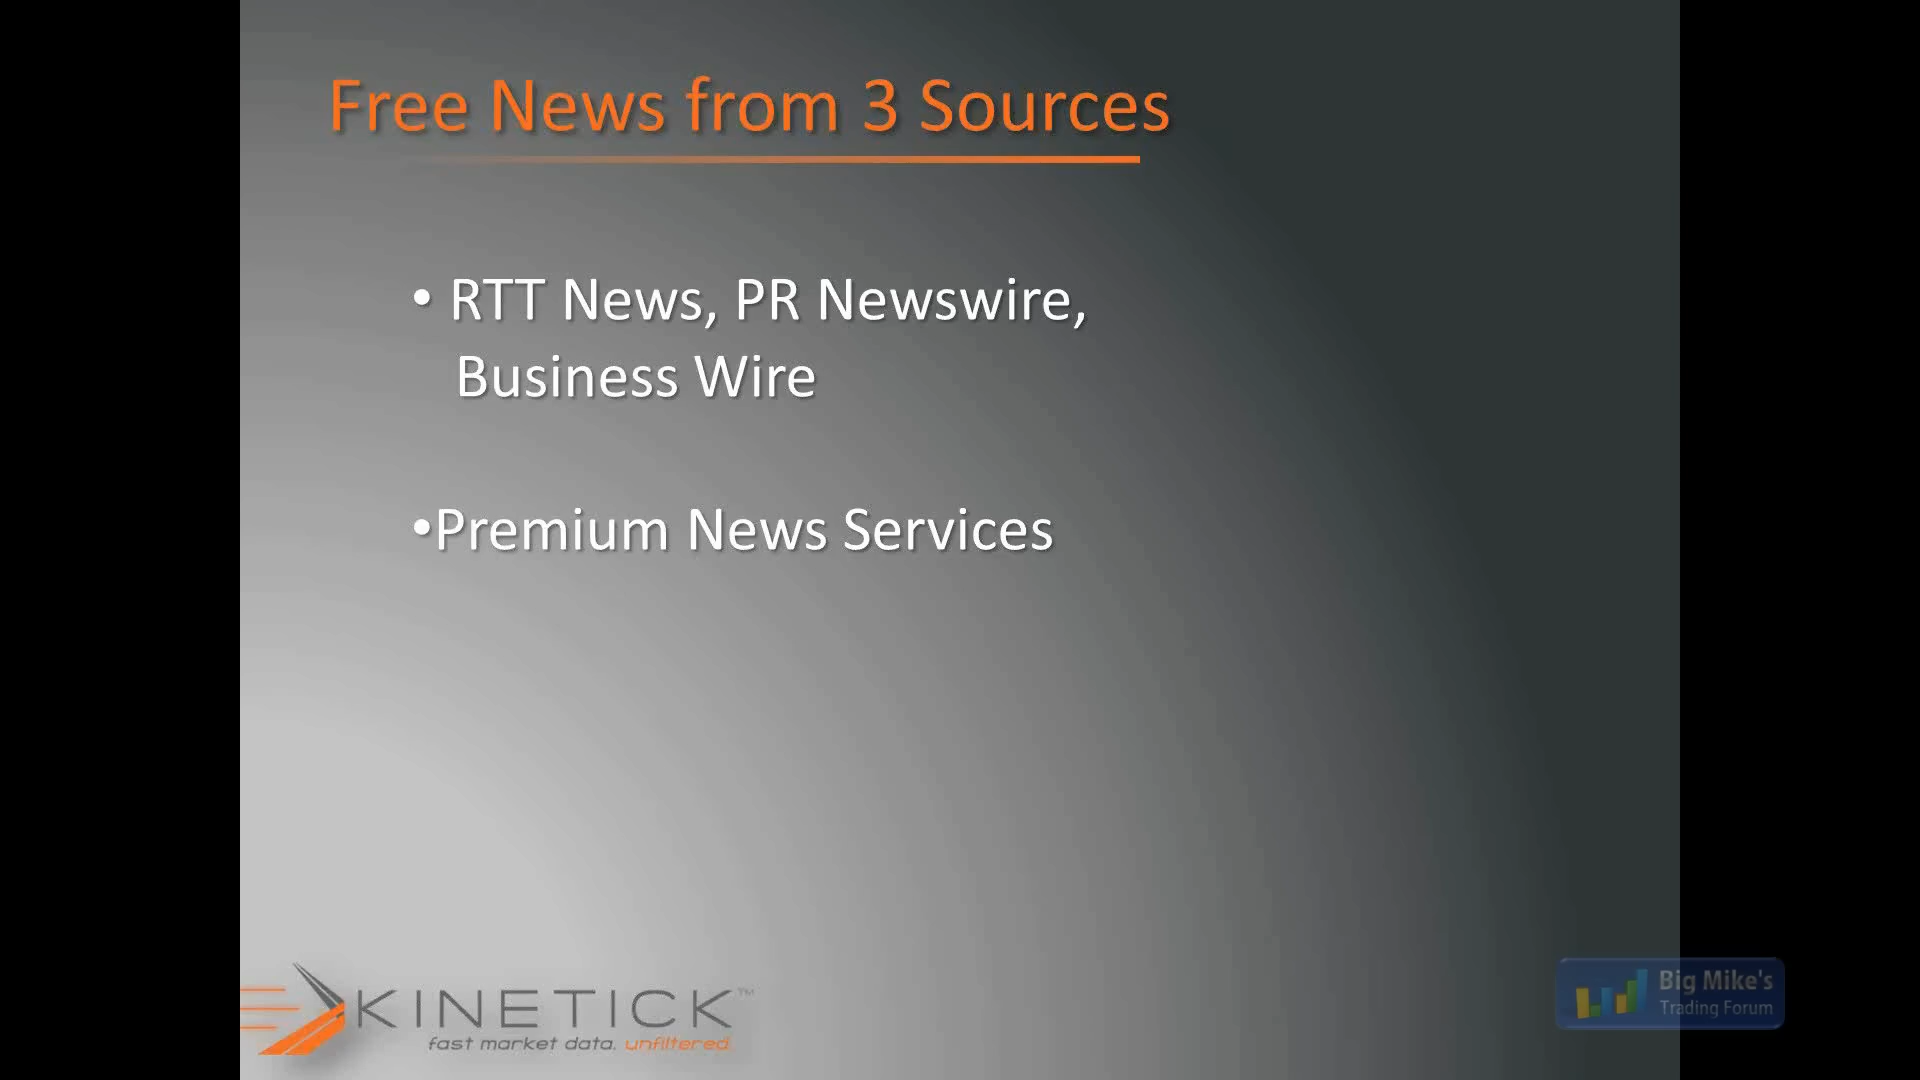 Free News from 3 Sources
• RTT News, PR Newswire,
Business Wire
•Premium News Services
KINETICK™
fast market data. unfiltered.
Big Mike's
Trading Forum